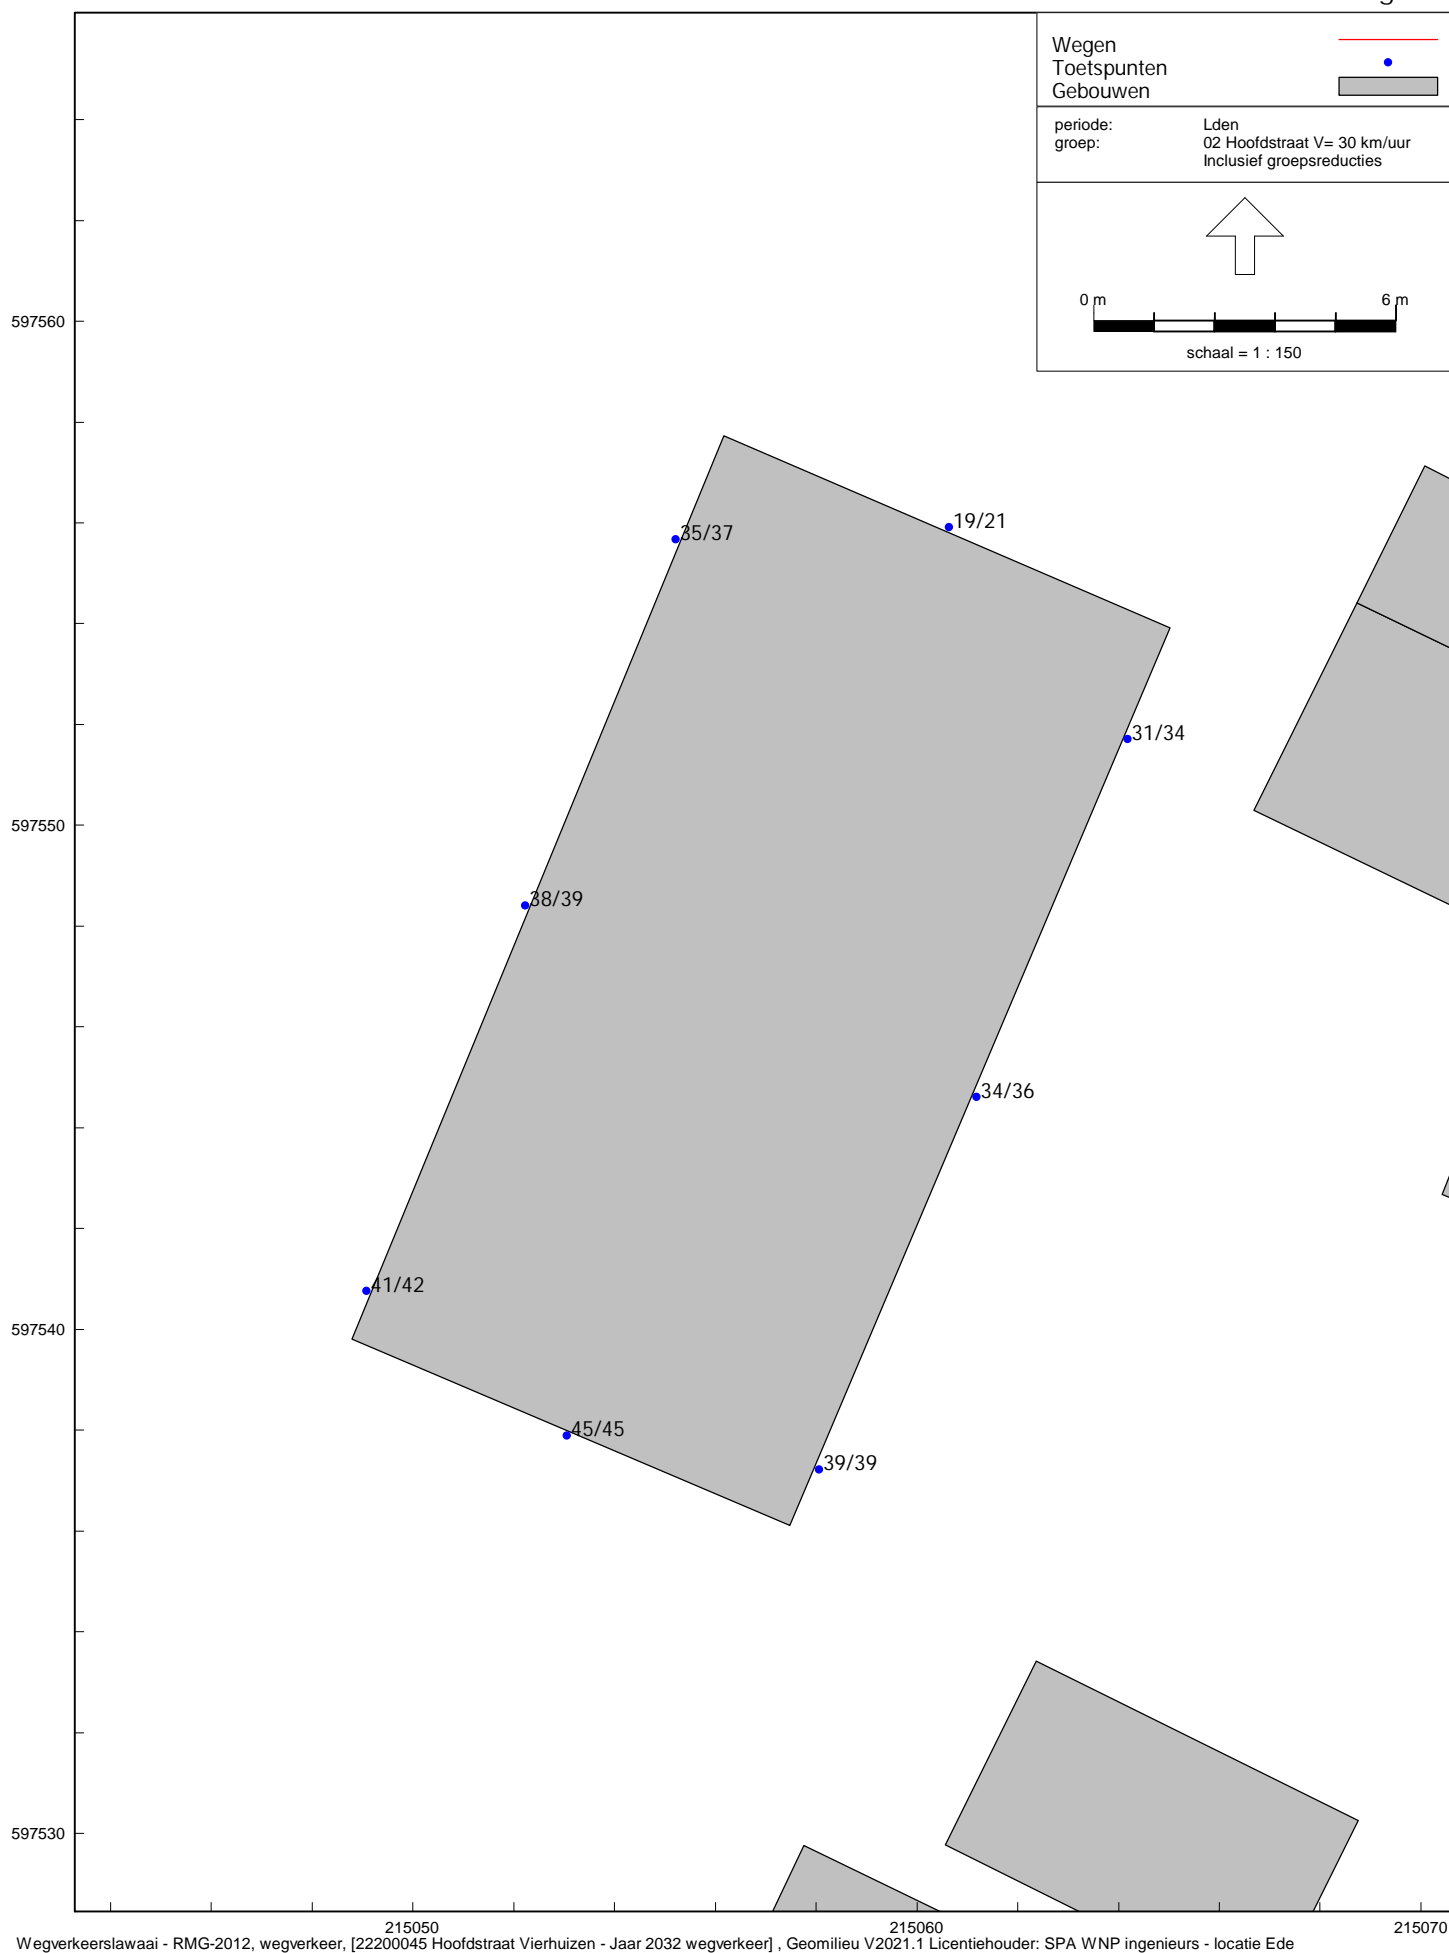 Wegen
Toetspunten
Gebouwen
periode: Lden
groep: 02 Hoofdstraat V= 30 km/uur
Inclusief groepsreducties
0 m 6 m
schaal = 1 : 150
597560
19/21
35/37
31/34
597550
38/39
34/36
41/42
597540
45/45
39/39
597530
215050 215060 215070
Wegverkeerslawaai - RMG-2012, wegverkeer, [22200045 Hoofdstraat Vierhuizen - Jaar 2032 wegverkeer] , Geomilieu V2021.1 Licentiehouder: SPA WNP ingenieurs - locatie Ede